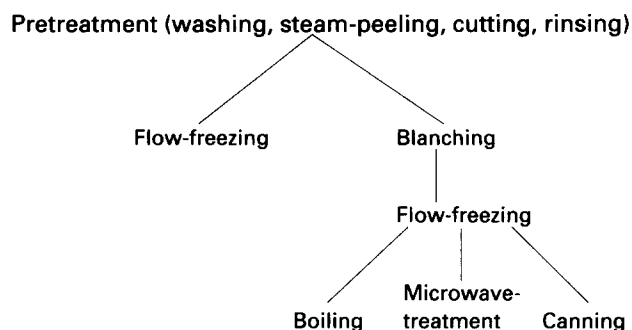 Pretreatment (washing, steam-peeling, cutting, rinsing)
Flow-freezing
Blanching
Flow-freezing
Boiling
Microwave-
treatment
Canning